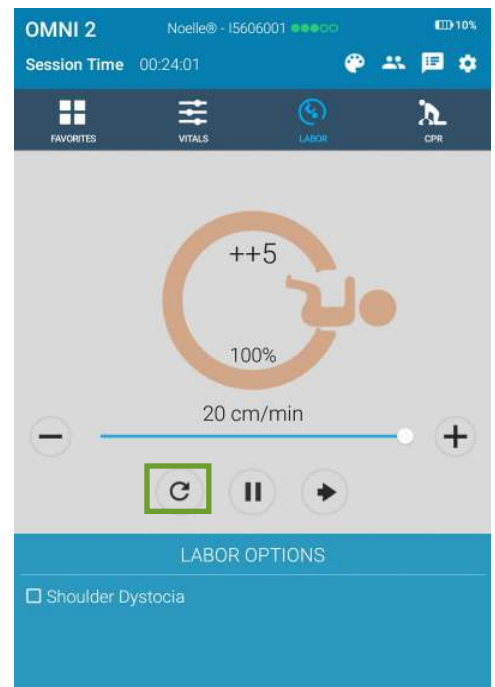 OMNI 2 Noelle® - I5606001 10%
Session Time 00:24:01
FAVORITES VITALS LABOR CPR
++5
100%
20 cm/min
LABOR OPTIONS
Shoulder Dystocia